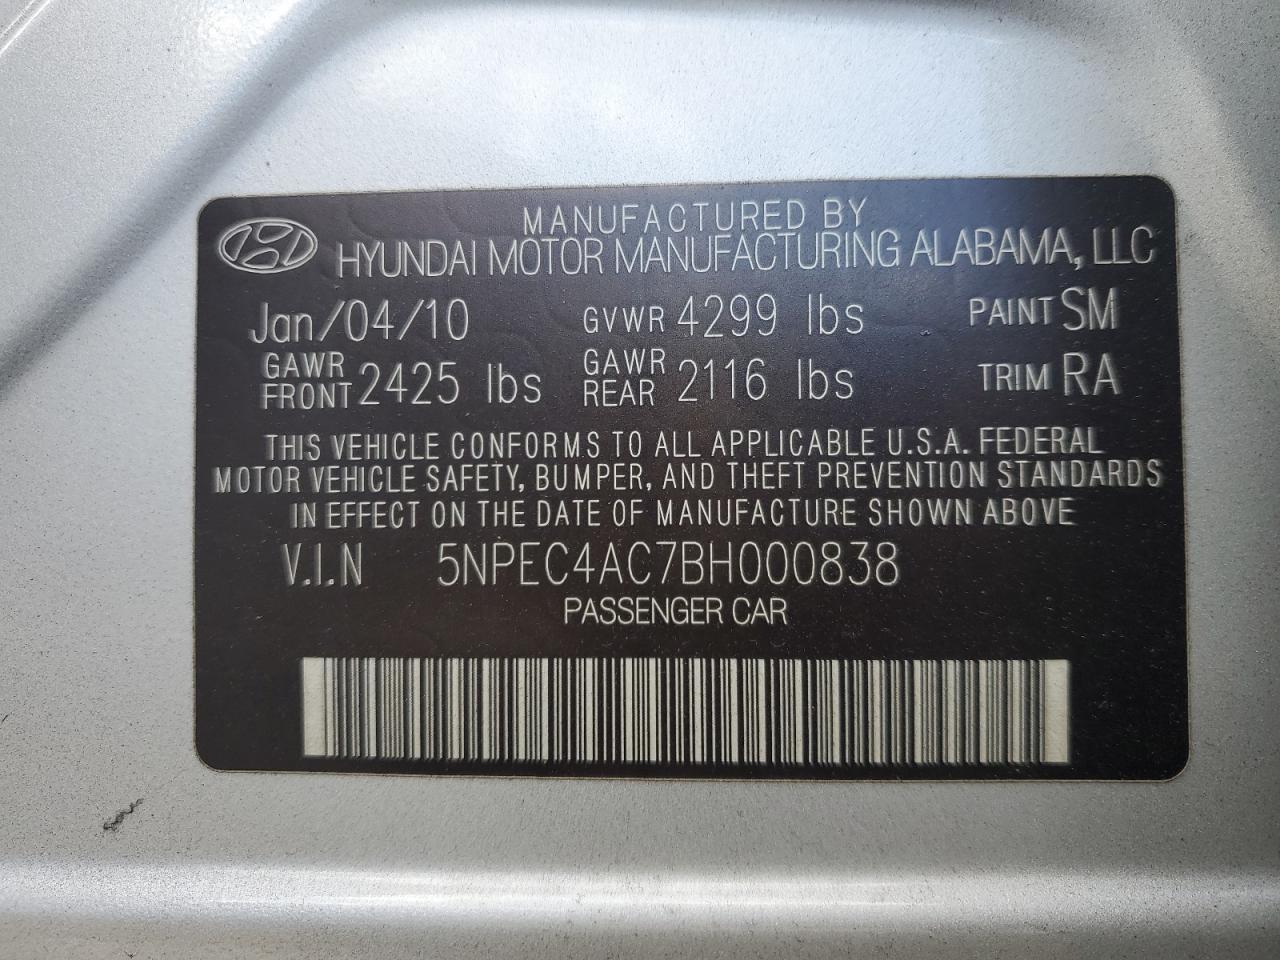 MANUFACTURED BY
HYUNDAI MOTOR MANUFACTURING ALABAMA, LLC
Jan/04/10 GVWR 4299 lbs PAINT SM
GAWR FRONT 2425 lbs GAWR REAR 2116 lbs TRIM RA
THIS VEHICLE CONFORMS TO ALL APPLICABLE U.S.A. FEDERAL
MOTOR VEHICLE SAFETY, BUMPER, AND THEFT PREVENTION STANDARDS
IN EFFECT ON THE DATE OF MANUFACTURE SHOWN ABOVE
V.I.N 5NPEC4AC7BH000838
PASSENGER CAR